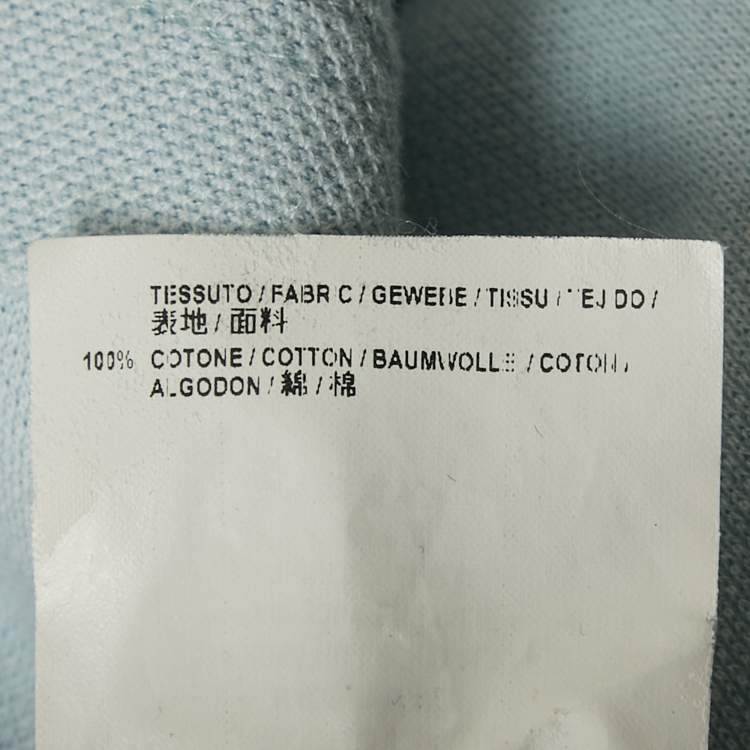 TESSUTO / FABRIC / GEWEBE / TISSU / TEJIDO /
表地 / 面料
100% COTONE / COTTON / BAUMWOLLE / COTON /
ALGODON / 綿 / 棉